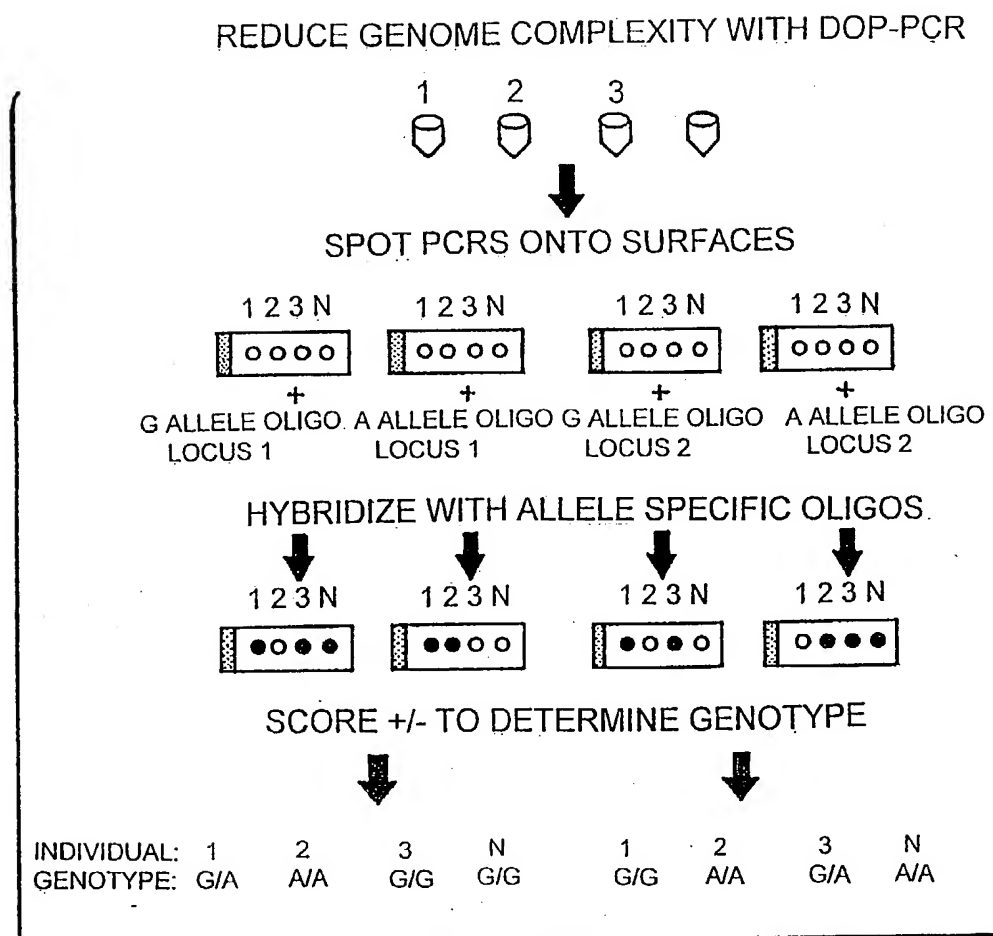 REDUCE GENOME COMPLEXITY WITH DOP-PCR
1 2 3
SPOT PCRS ONTO SURFACES
1 2 3 N 1 2 3 N 1 2 3 N 1 2 3 N
+ + + +
G ALLELE OLIGO A ALLELE OLIGO G ALLELE OLIGO A ALLELE OLIGO
LOCUS 1 LOCUS 1 LOCUS 2 LOCUS 2
HYBRIDIZE WITH ALLELE SPECIFIC OLIGOS
1 2 3 N 1 2 3 N 1 2 3 N 1 2 3 N
SCORE +/- TO DETERMINE GENOTYPE
INDIVIDUAL: 1 2 3 N 1 2 3 N
GENOTYPE: G/A A/A G/G G/G G/G A/A G/A A/A